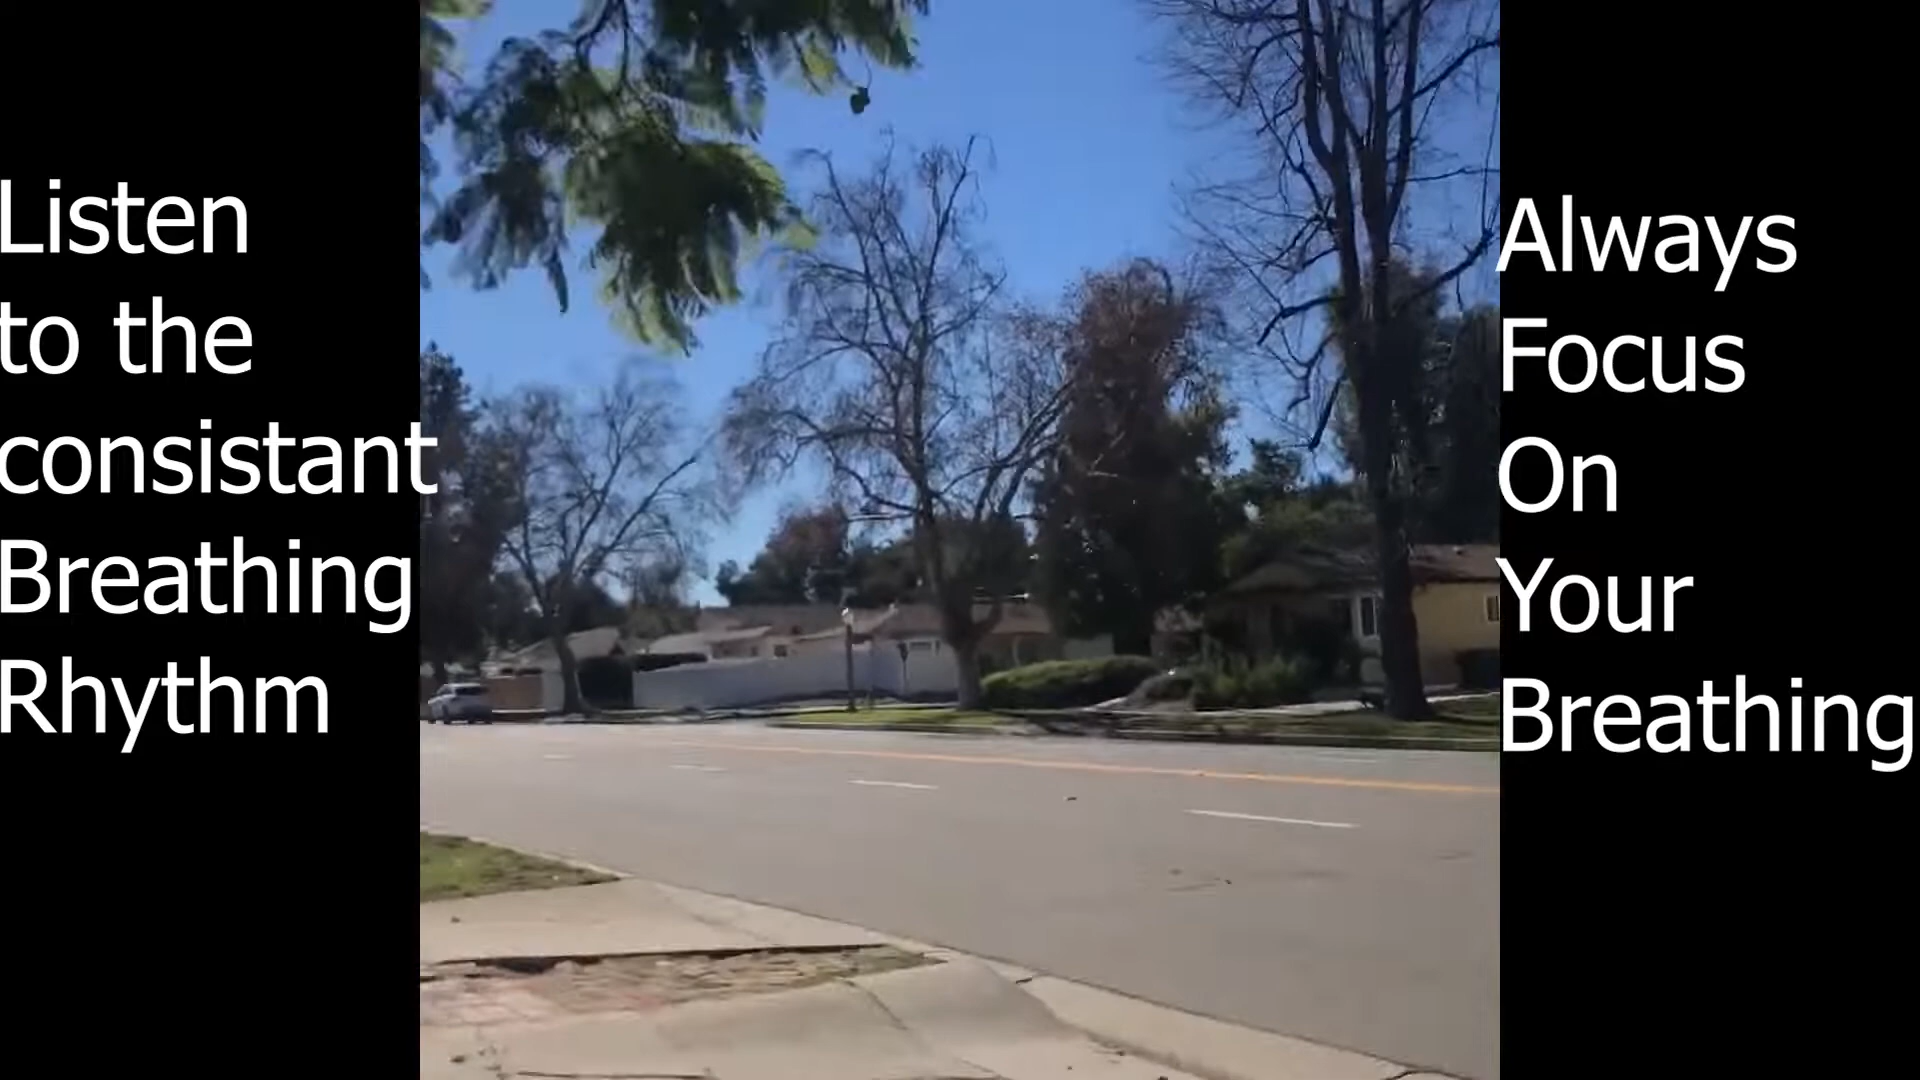 Listen
to the
consistant
Breathing
Rhythm
Always
Focus
On
Your
Breathing